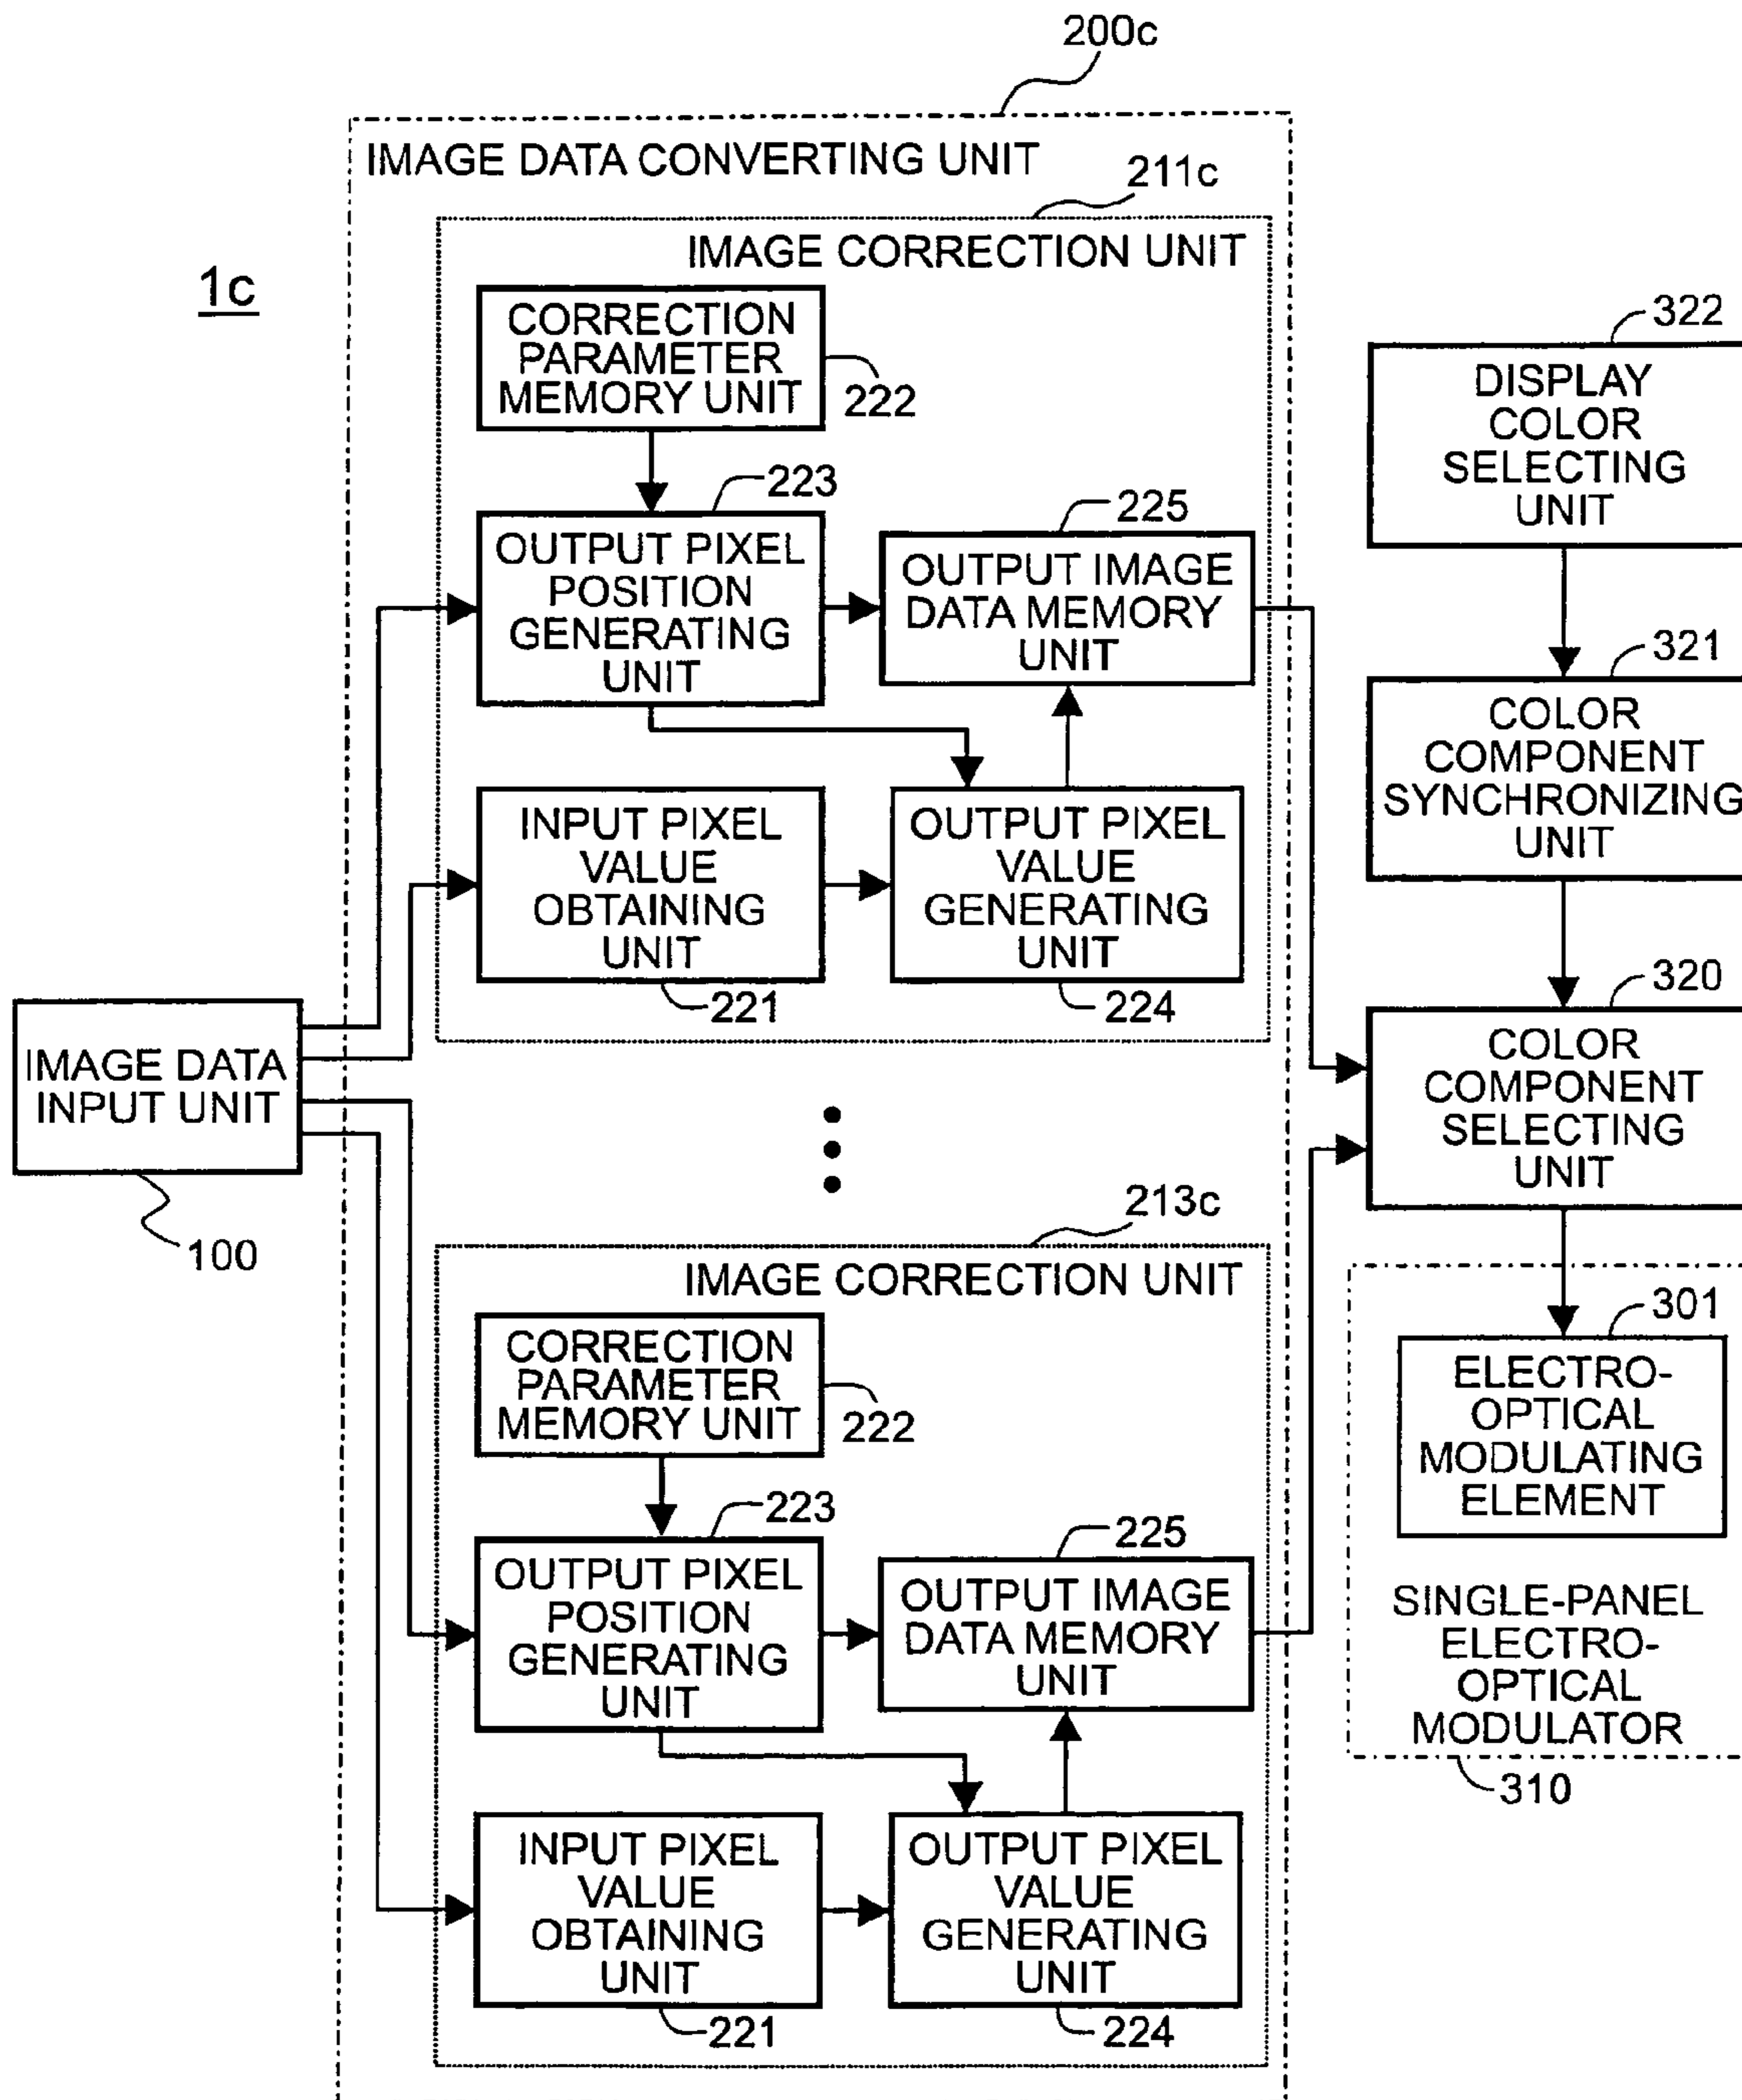 200c
IMAGE DATA CONVERTING UNIT
211c
IMAGE CORRECTION UNIT
1c
CORRECTION
PARAMETER
MEMORY UNIT
222
322
DISPLAY
COLOR
SELECTING
UNIT
223
OUTPUT PIXEL
POSITION
GENERATING
UNIT
225
OUTPUT IMAGE
DATA MEMORY
UNIT
321
COLOR
COMPONENT
SYNCHRONIZING
UNIT
INPUT PIXEL
VALUE
OBTAINING
UNIT
221
OUTPUT PIXEL
VALUE
GENERATING
UNIT
224
320
COLOR
COMPONENT
SELECTING
UNIT
IMAGE DATA
INPUT UNIT
100
213c
IMAGE CORRECTION UNIT
CORRECTION
PARAMETER
MEMORY UNIT
222
301
ELECTRO-
OPTICAL
MODULATING
ELEMENT
223
OUTPUT PIXEL
POSITION
GENERATING
UNIT
225
OUTPUT IMAGE
DATA MEMORY
UNIT
SINGLE-PANEL
ELECTRO-
OPTICAL
MODULATOR
310
INPUT PIXEL
VALUE
OBTAINING
UNIT
221
OUTPUT PIXEL
VALUE
GENERATING
UNIT
224